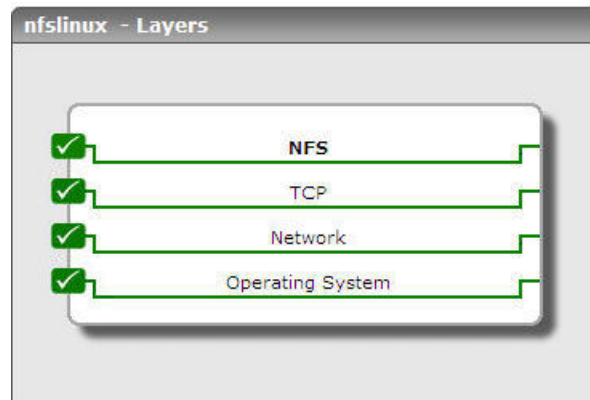 nfslinux - Layers
NFS
TCP
Network
Operating System